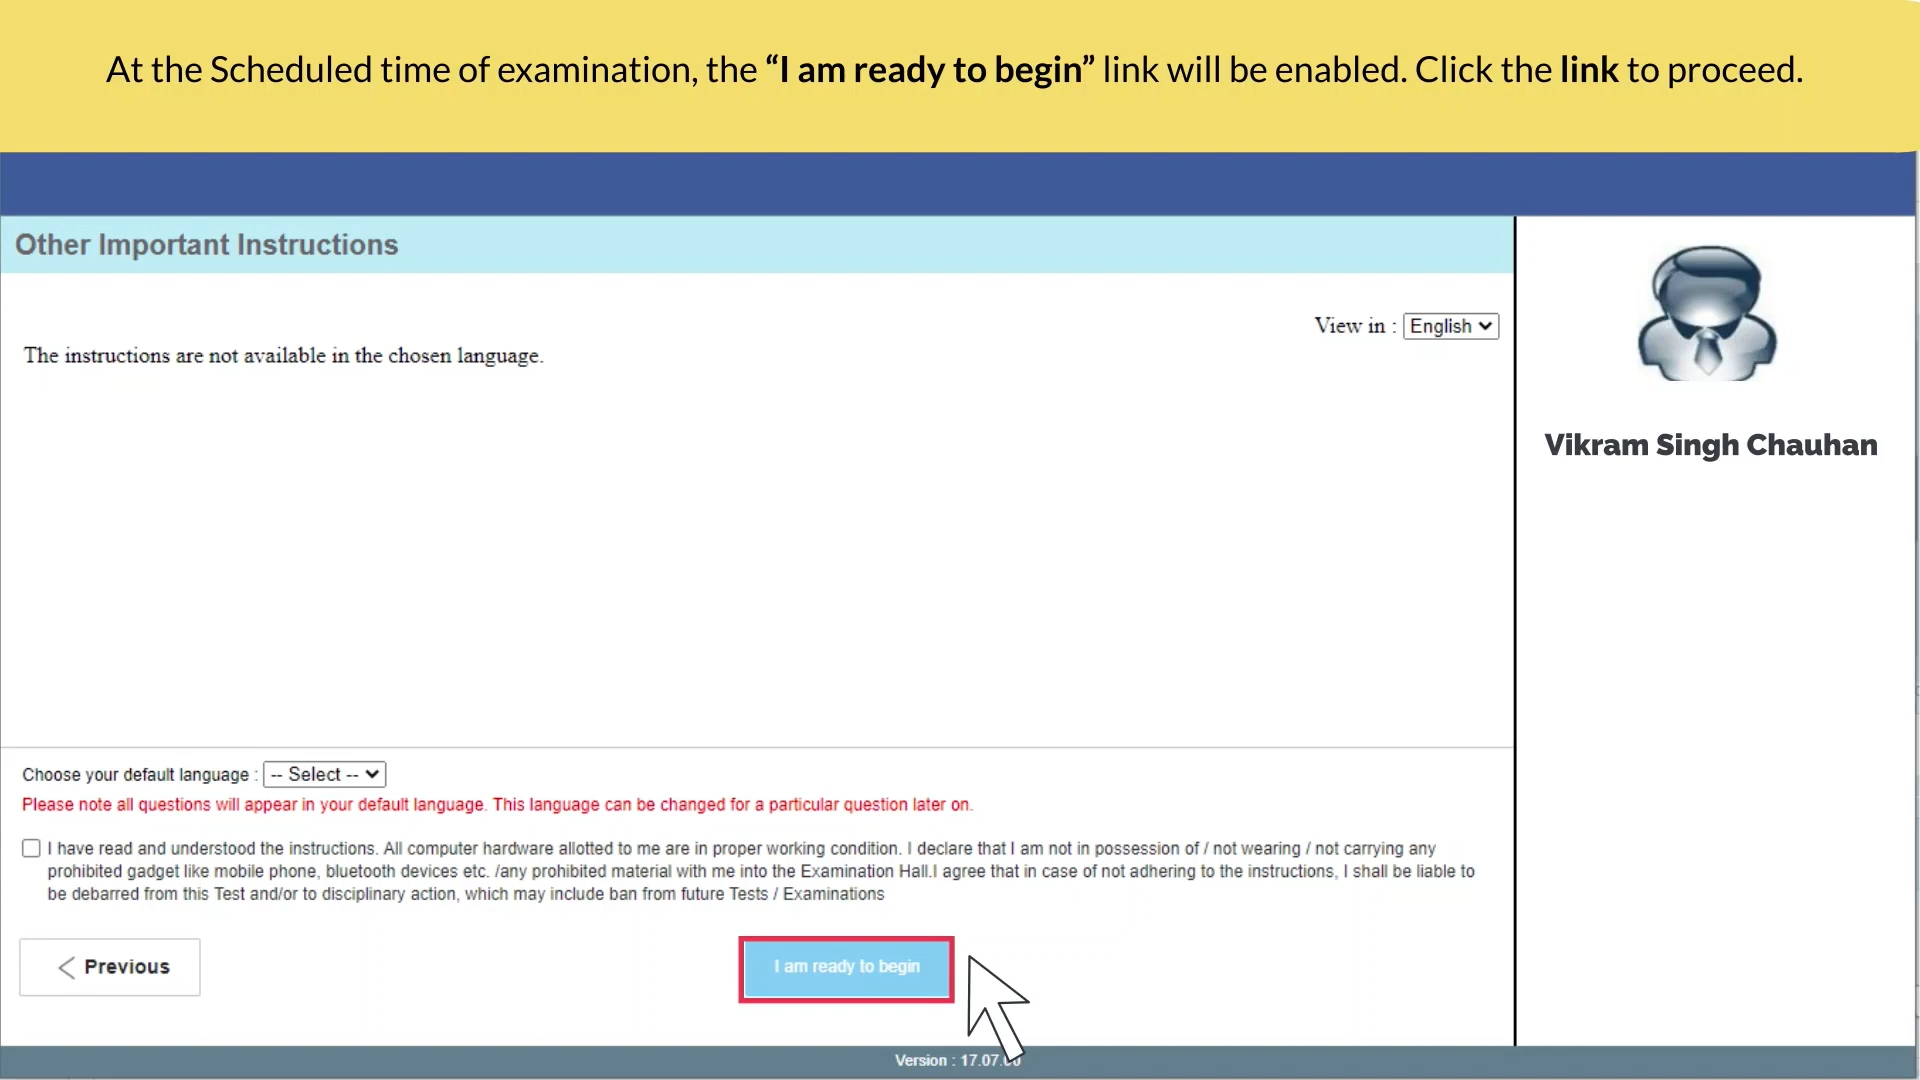 At the Scheduled time of examination, the “I am ready to begin” link will be enabled. Click the link to proceed.
Other Important Instructions
View in : English
The instructions are not available in the chosen language.
Vikram Singh Chauhan
Choose your default language : -- Select --
Please note all questions will appear in your default language. This language can be changed for a particular question later on.
I have read and understood the instructions. All computer hardware allotted to me are in proper working condition. I declare that I am not in possession of / not wearing / not carrying any
prohibited gadget like mobile phone, bluetooth devices etc. /any prohibited material with me into the Examination Hall.I agree that in case of not adhering to the instructions, I shall be liable to
be debarred from this Test and/or to disciplinary action, which may include ban from future Tests / Examinations
Previous
I am ready to begin
Version :